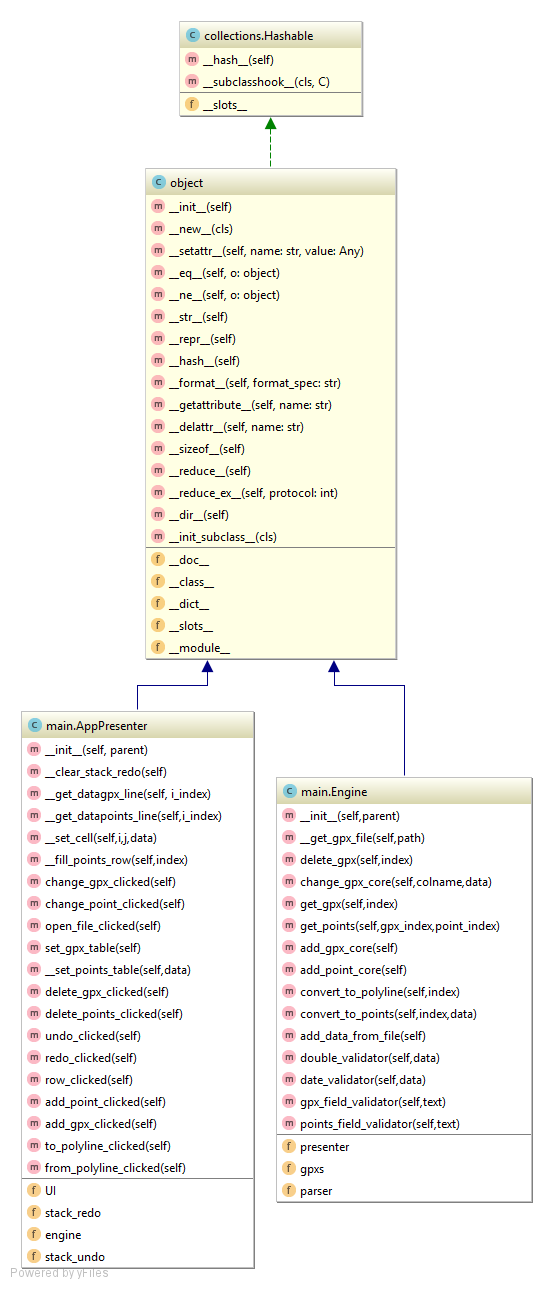 collections.Hashable
__hash__(self)
__subclasshook__(cls, C)
__slots__
object
__init__(self)
__new__(cls)
__setattr__(self, name: str, value: Any)
__eq__(self, o: object)
__ne__(self, o: object)
__str__(self)
__repr__(self)
__hash__(self)
__format__(self, format_spec: str)
__getattribute__(self, name: str)
__delattr__(self, name: str)
__sizeof__(self)
__reduce__(self)
__reduce_ex__(self, protocol: int)
__dir__(self)
__init_subclass__(cls)
__doc__
__class__
__dict__
__slots__
__module__
main.AppPresenter
__init__(self, parent)
__clear_stack_redo(self)
__get_datagpx_line(self, i_index)
__get_datapoints_line(self,i_index)
__set_cell(self,i,j,data)
__fill_points_row(self,index)
change_gpx_clicked(self)
change_point_clicked(self)
open_file_clicked(self)
set_gpx_table(self)
__set_points_table(self,data)
delete_gpx_clicked(self)
delete_points_clicked(self)
undo_clicked(self)
redo_clicked(self)
row_clicked(self)
add_point_clicked(self)
add_gpx_clicked(self)
to_polyline_clicked(self)
from_polyline_clicked(self)
UI
stack_redo
engine
stack_undo
main.Engine
__init__(self,parent)
__get_gpx_file(self,path)
delete_gpx(self,index)
change_gpx_core(self,colname,data)
get_gpx(self,index)
get_points(self,gpx_index,point_index)
add_gpx_core(self)
add_point_core(self)
convert_to_polyline(self,index)
convert_to_points(self,index,data)
add_data_from_file(self)
double_validator(self,data)
date_validator(self,data)
gpx_field_validator(self,text)
points_field_validator(self,text)
presenter
gpxs
parser
Powered by yFiles